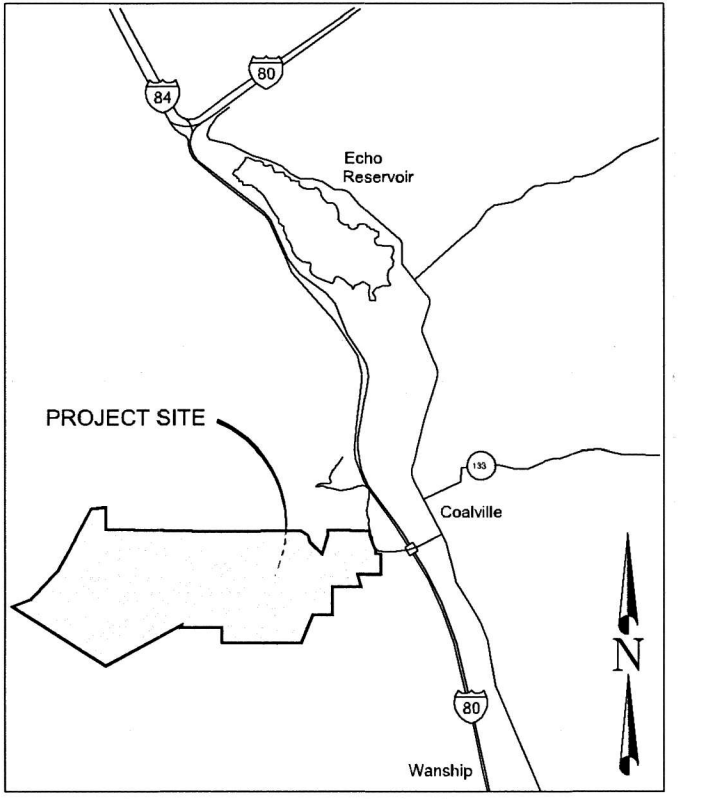 80
84
Echo
Reservoir
PROJECT SITE
133
Coalville
N
80
Wanship